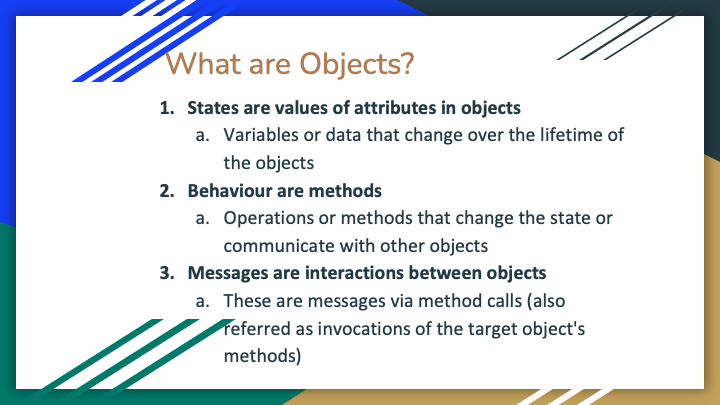 What are Objects?
1. States are values of attributes in objects
a. Variables or data that change over the lifetime of
the objects
2. Behaviour are methods
a. Operations or methods that change the state or
communicate with other objects
3. Messages are interactions between objects
a. These are messages via method calls (also
referred as invocations of the target object's
methods)